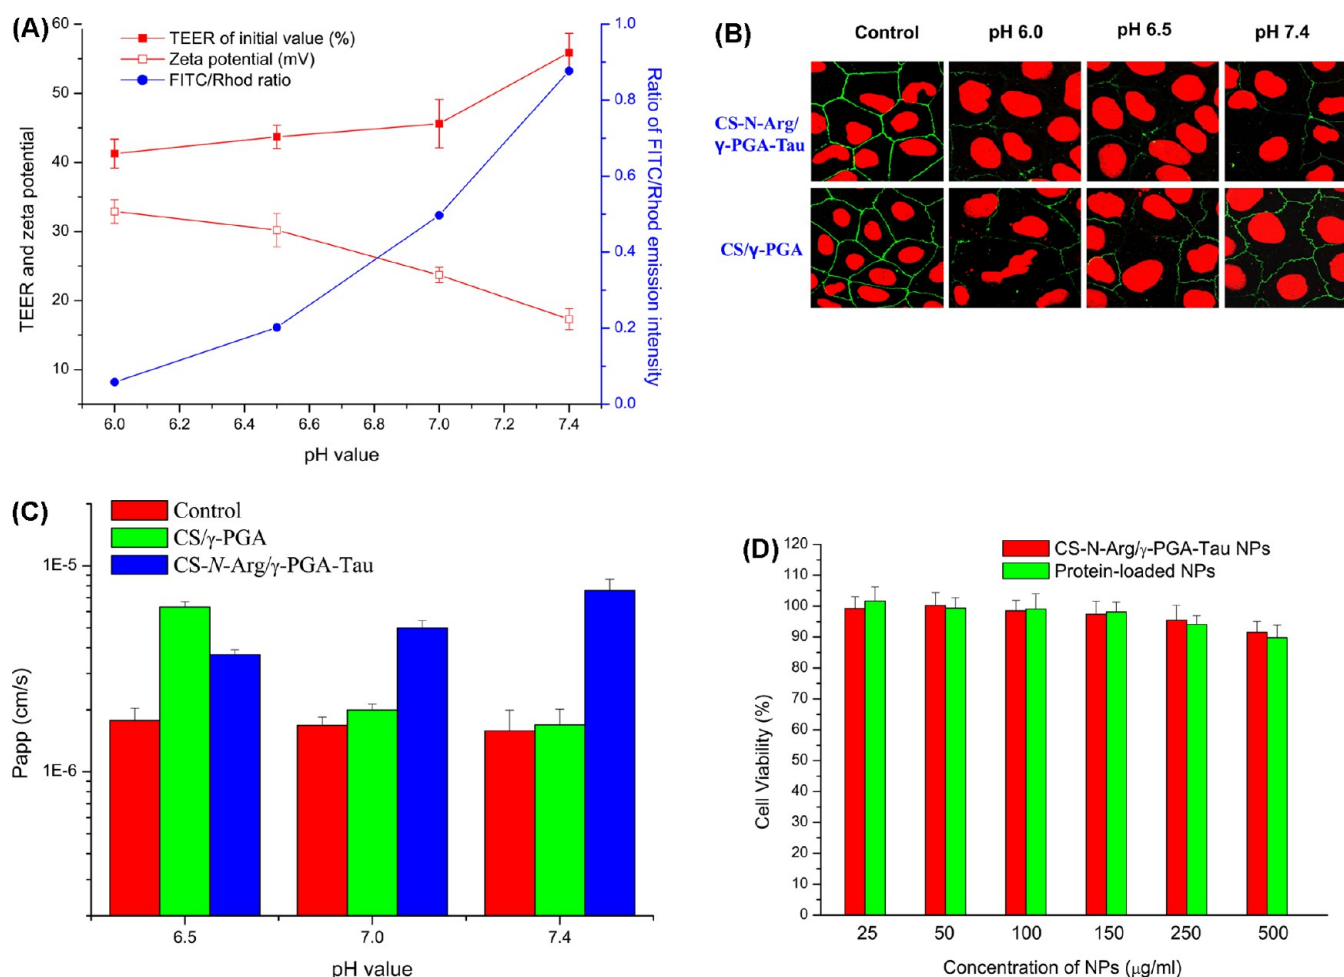 (A)
60
50
40
30
20
10
TEER and zeta potential
TEER of initial value (%)
Zeta potential (mV)
FITC/Rhod ratio
1.0
0.8
0.6
0.4
0.2
0.0
Ratio of FITC/Rhod emission intensity
6.0 6.2 6.4 6.6 6.8 7.0 7.2 7.4
pH value
(B)
Control pH 6.0 pH 6.5 pH 7.4
CS-N-Arg/
γ-PGA-Tau
CS/γ-PGA
(C)
Control
CS/γ-PGA
CS-N-Arg/γ-PGA-Tau
1E-5
1E-6
Papp (cm/s)
6.5 7.0 7.4
pH value
(D)
120
110
100
90
80
70
60
50
40
30
20
10
0
Cell Viability (%)
CS-N-Arg/γ-PGA-Tau NPs
Protein-loaded NPs
25 50 100 150 250 500
Concentration of NPs (μg/ml)